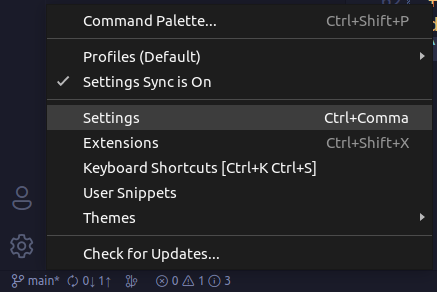 Command Palette... Ctrl+Shift+P
Profiles (Default)
Settings Sync is On
Settings Ctrl+Comma
Extensions Ctrl+Shift+X
Keyboard Shortcuts [Ctrl+K Ctrl+S]
User Snippets
Themes
Check for Updates...
main* 0↓ 1↑ 0 1 3